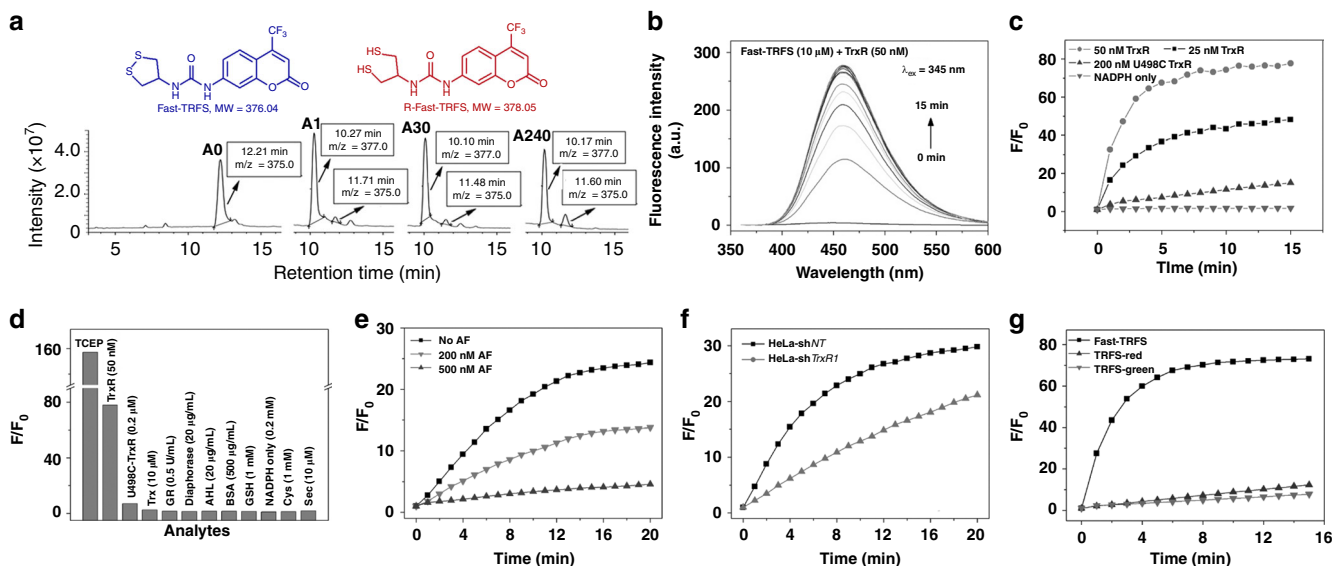 a
CF3
S
S
O
N
H
N
H
O
O
Fast-TRFS, MW = 376.04
HS
HS
CF3
O
N
H
N
H
O
O
R-Fast-TRFS, MW = 378.05
Intensity (×10⁷)
4.0
2.0
0
A0
12.21 min
m/z = 375.0
A1
10.27 min
m/z = 377.0
11.71 min
m/z = 375.0
A30
10.10 min
m/z = 377.0
11.48 min
m/z = 375.0
A240
10.17 min
m/z = 377.0
11.60 min
m/z = 375.0
5 10 15 10 15 10 15 10 15
Retention time (min)
b
Fast-TRFS (10 μM) + TrxR (50 nM)
λex = 345 nm
15 min
0 min
Fluorescence intensity
(a.u.)
300
250
200
150
100
50
0
350 400 450 500 550 600
Wavelength (nm)
c
50 nM TrxR
25 nM TrxR
200 nM U498C TrxR
NADPH only
F/F0
80
60
40
20
0
0 5 10 15
TIme (min)
d
F/F0
160
80
40
0
TCEP
TrxR (50 nM)
U498C-TrxR (0.2 μM)
Trx (10 μM)
GR (0.5 U/mL)
Diaphorase (20 μg/mL)
AHL (20 μg/mL)
BSA (500 μg/mL)
GSH (1 mM)
NADPH only (0.2 mM)
Cys (1 mM)
Sec (10 μM)
Analytes
e
No AF
200 nM AF
500 nM AF
F/F0
30
20
10
0
0 4 8 12 16 20
Time (min)
f
HeLa-shNT
HeLa-shTrxR1
F/F0
30
20
10
0
0 4 8 12 16 20
Time (min)
g
Fast-TRFS
TRFS-red
TRFS-green
F/F0
80
60
40
20
0
0 4 8 12 16
Time (min)